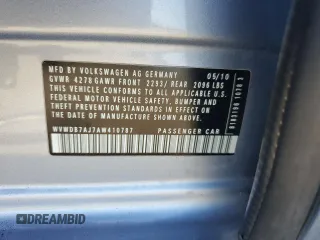 MFD BY VOLKSWAGEN AG GERMANY 05/10
GVWR 4278 GAWR FRONT 2293/ REAR 2096 LBS
THIS VEHICLE CONFORMS TO ALL APPLICABLE U.S.
FEDERAL MOTOR VEHICLE SAFETY, BUMPER AND
THEFT PREVENTION STANDARDS IN EFFECT ON
THE DATE OF MANUFACTURE SHOWN ABOVE
WVWDB7AJ7AW410787 PASSENGER CAR
DREAMBID